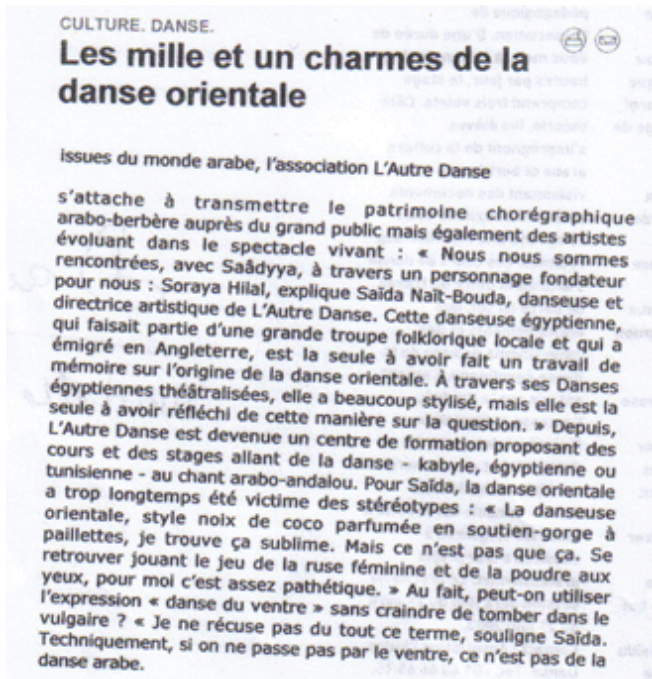 CULTURE. DANSE.
Les mille et un charmes de la
danse orientale
issues du monde arabe, l'association L'Autre Danse
s'attache à transmettre le patrimoine chorégraphique
arabo-berbère auprès du grand public mais également des artistes
évoluant dans le spectacle vivant : « Nous nous sommes
rencontrées, avec Saâdyya, à travers un personnage fondateur
pour nous : Soraya Hilal, explique Saïda Naït-Bouda, danseuse et
directrice artistique de L'Autre Danse. Cette danseuse égyptienne,
qui faisait partie d'une grande troupe folklorique locale et qui a
émigré en Angleterre, est la seule à avoir fait un travail de
mémoire sur l'origine de la danse orientale. À travers ses Danses
égyptiennes théâtralisées, elle a beaucoup stylisé, mais elle est la
seule à avoir réfléchi de cette manière sur la question. » Depuis,
L'Autre Danse est devenue un centre de formation proposant des
cours et des stages allant de la danse - kabyle, égyptienne ou
tunisienne - au chant arabo-andalou. Pour Saïda, la danse orientale
a trop longtemps été victime des stéréotypes : « La danseuse
orientale, style noix de coco parfumée en soutien-gorge à
paillettes, je trouve ça sublime. Mais ce n'est pas que ça. Se
retrouver jouant le jeu de la ruse féminine et de la poudre aux
yeux, pour moi c'est assez pathétique. » Au fait, peut-on utiliser
l'expression « danse du ventre » sans craindre de tomber dans le
vulgaire ? « Je ne récuse pas du tout ce terme, souligne Saïda.
Techniquement, si on ne passe pas par le ventre, ce n'est pas de la
danse arabe.